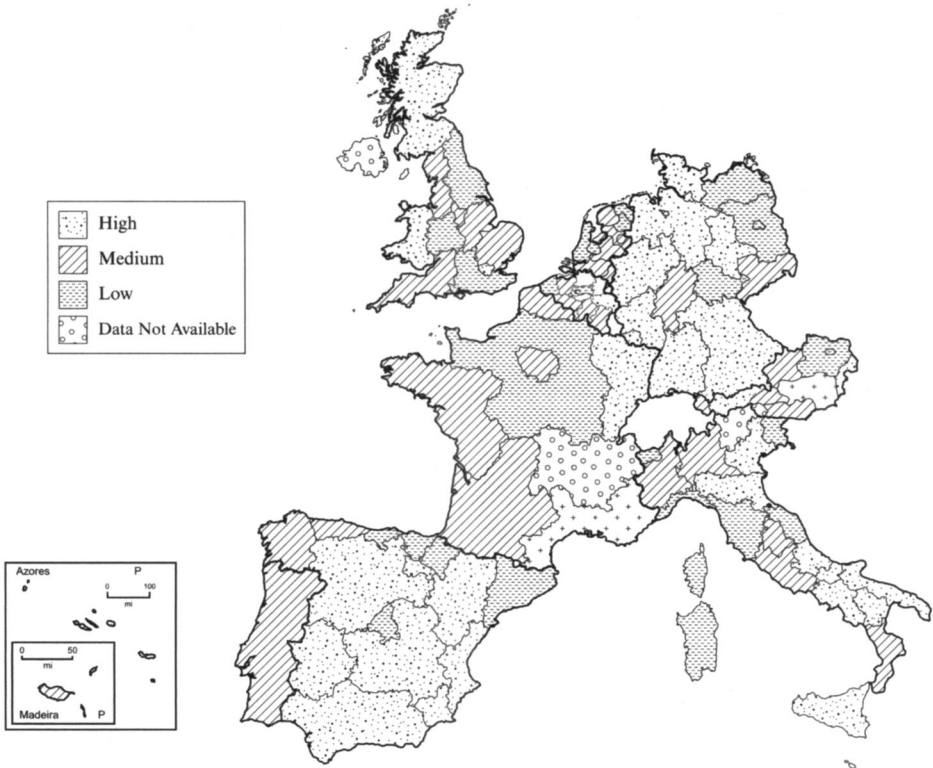 High
Medium
Low
Data Not Available
Azores P
0 100
mi
0 50
mi
Madeira P